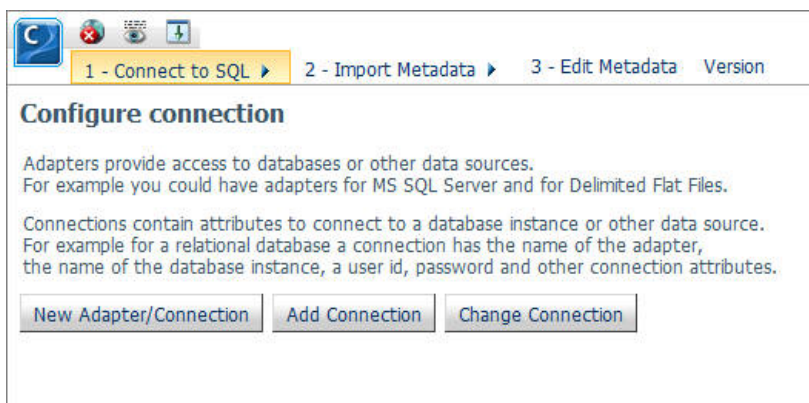 C
1 - Connect to SQL 2 - Import Metadata 3 - Edit Metadata Version
Configure connection
Adapters provide access to databases or other data sources.
For example you could have adapters for MS SQL Server and for Delimited Flat Files.
Connections contain attributes to connect to a database instance or other data source.
For example for a relational database a connection has the name of the adapter,
the name of the database instance, a user id, password and other connection attributes.
New Adapter/Connection Add Connection Change Connection